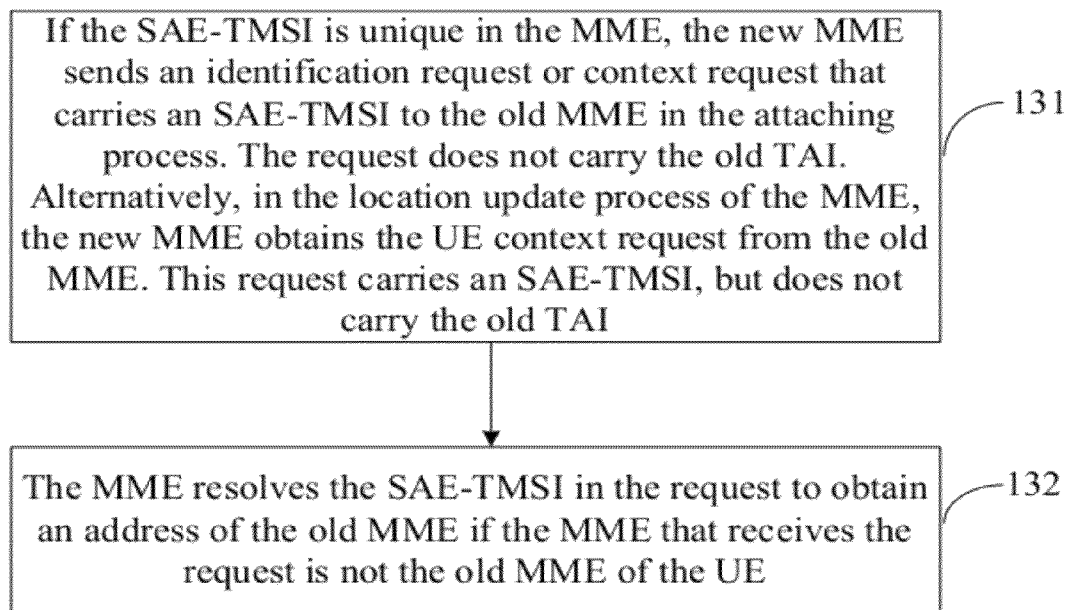 If the SAE-TMSI is unique in the MME, the new MME
sends an identification request or context request that
carries an SAE-TMSI to the old MME in the attaching
process. The request does not carry the old TAI.
Alternatively, in the location update process of the MME,
the new MME obtains the UE context request from the old
MME. This request carries an SAE-TMSI, but does not
carry the old TAI
131
The MME resolves the SAE-TMSI in the request to obtain
an address of the old MME if the MME that receives the
request is not the old MME of the UE
132